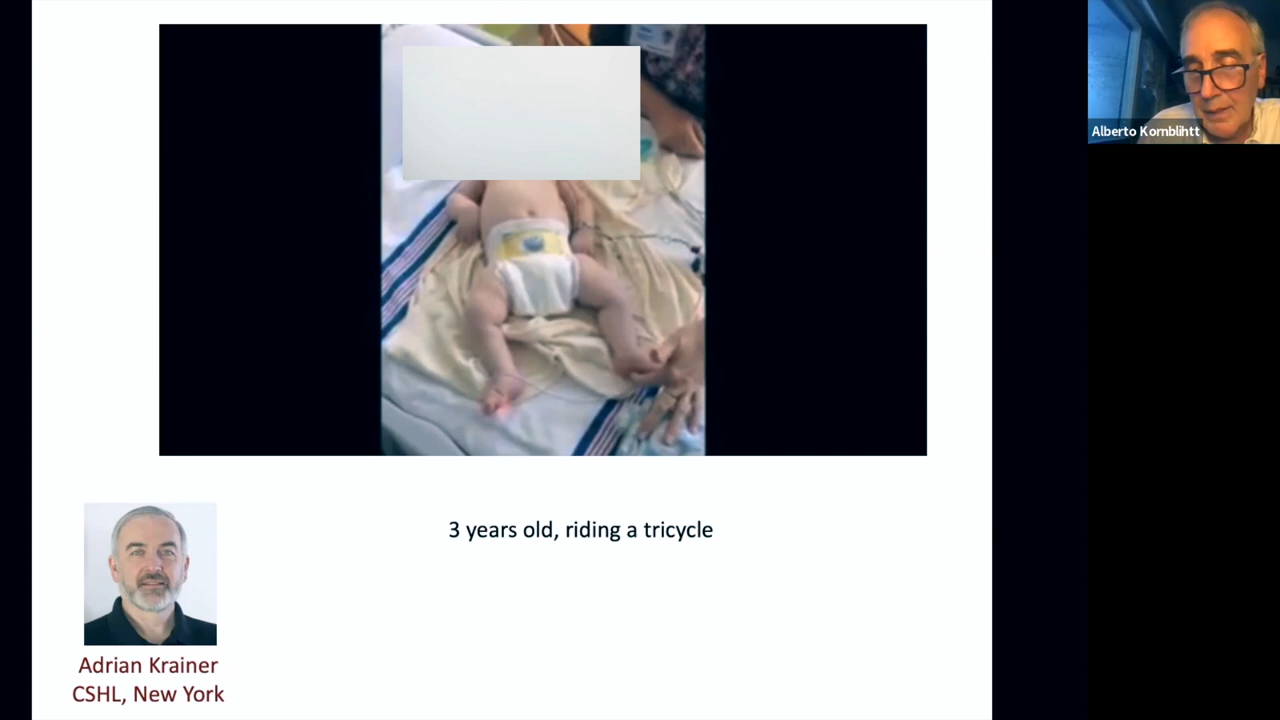 Alberto Kornblihtt
3 years old, riding a tricycle
Adrian Krainer
CSHL, New York